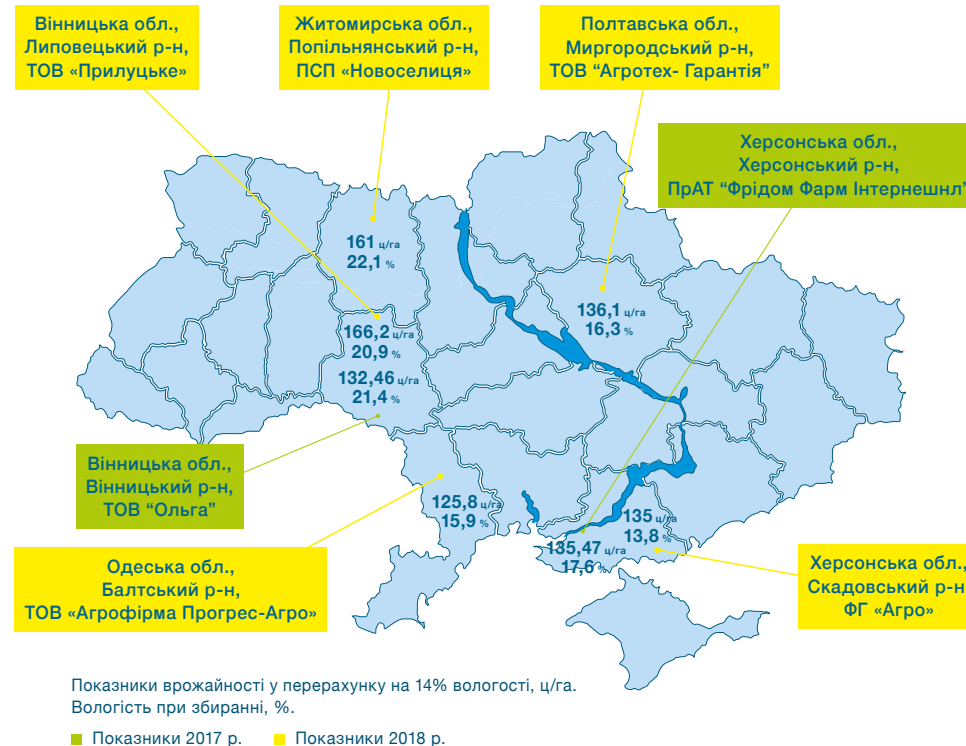 Вінницька обл.,
Липовецький р-н,
ТОВ «Прилуцьке»
Житомирська обл.,
Попільнянський р-н,
ПСП «Новоселиця»
Полтавська обл.,
Миргородський р-н,
ТОВ “Агротех- Гарантія”
Херсонська обл.,
Херсонський р-н,
ПрАТ “Фрідом Фарм Інтернешнл”
161 ц/га
22,1 %
136,1 ц/га
16,3 %
166,2 ц/га
20,9 %
132,46 ц/га
21,4 %
Вінницька обл.,
Вінницький р-н,
ТОВ “Ольга”
125,8 ц/га
15,9 %
135 ц/га
13,8 %
135,47 ц/га
17,6 %
Одеська обл.,
Балтський р-н,
ТОВ «Агрофірма Прогрес-Агро»
Херсонська обл.,
Скадовський р-н
ФГ «Агро»
Показники врожайності у перерахунку на 14% вологості, ц/га.
Вологість при збиранні, %.
Показники 2017 р.
Показники 2018 р.